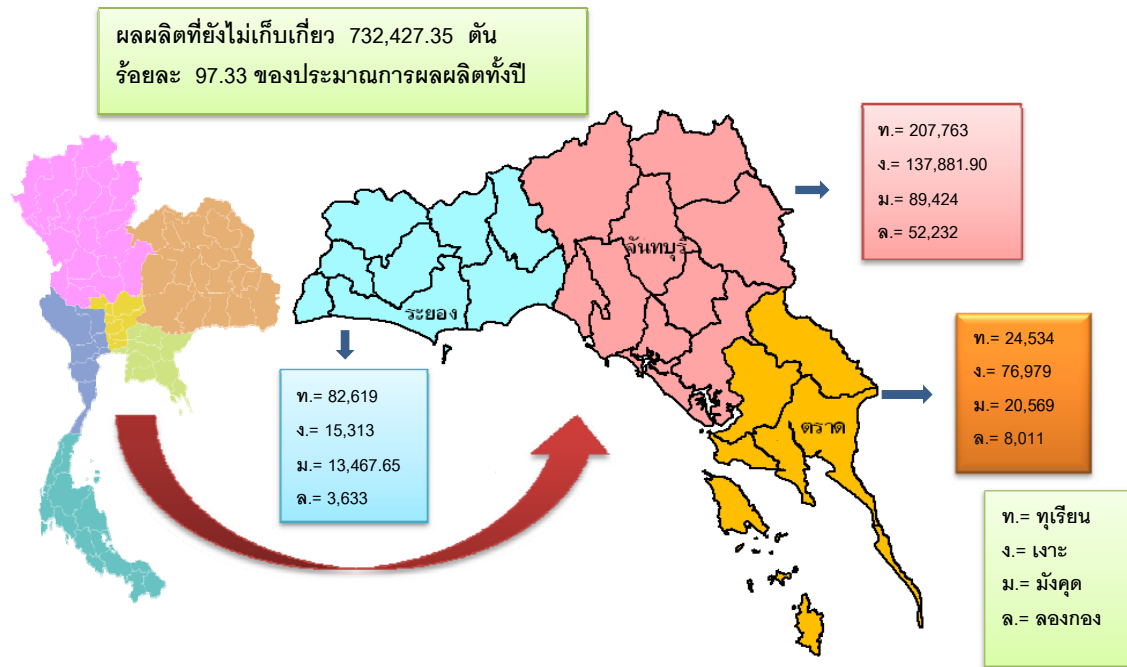 ผลผลิตที่ยังไม่เก็บเกี่ยว 732,427.35 ตัน
ร้อยละ 97.33 ของประมาณการผลผลิตทั้งปี
ท.= 207,763
ง.= 137,881.90
ม.= 89,424
ล.= 52,232
จันทบุรี
ระยอง
ท.= 82,619
ง.= 15,313
ม.= 13,467.65
ล.= 3,633
ท.= 24,534
ง.= 76,979
ม.= 20,569
ล.= 8,011
ตราด
ท.= ทุเรียน
ง.= เงาะ
ม.= มังคุด
ล.= ลองกอง